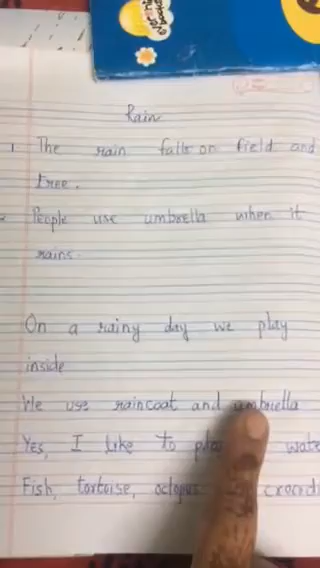 Rain
1 The rain falls on field and
tree.
People use umbrella when it
rains.
On a rainy day we play
inside
We use raincoat and umbrella
Yes, I like to
Fish, tortoise, octopus